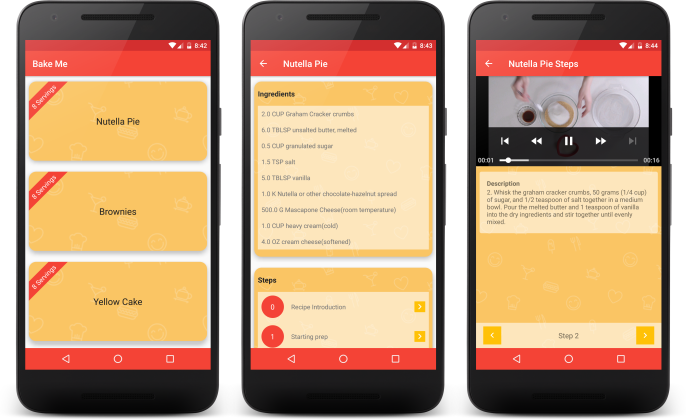 8:42
Bake Me
8 Servings
Nutella Pie
8 Servings
Brownies
8 Servings
Yellow Cake
8:43
Nutella Pie
Ingredients
2.0 CUP Graham Cracker crumbs
6.0 TBLSP unsalted butter, melted
0.5 CUP granulated sugar
1.5 TSP salt
5.0 TBLSP vanilla
1.0 K Nutella or other chocolate-hazelnut spread
500.0 G Mascapone Cheese(room temperature)
1.0 CUP heavy cream(cold)
4.0 OZ cream cheese(softened)
Steps
0 Recipe Introduction
1 Starting prep
8:44
Nutella Pie Steps
00:01 00:16
Description
2. Whisk the graham cracker crumbs, 50 grams (1/4 cup)
of sugar, and 1/2 teaspoon of salt together in a medium
bowl. Pour the melted butter and 1 teaspoon of vanilla
into the dry ingredients and stir together until evenly
mixed.
Step 2